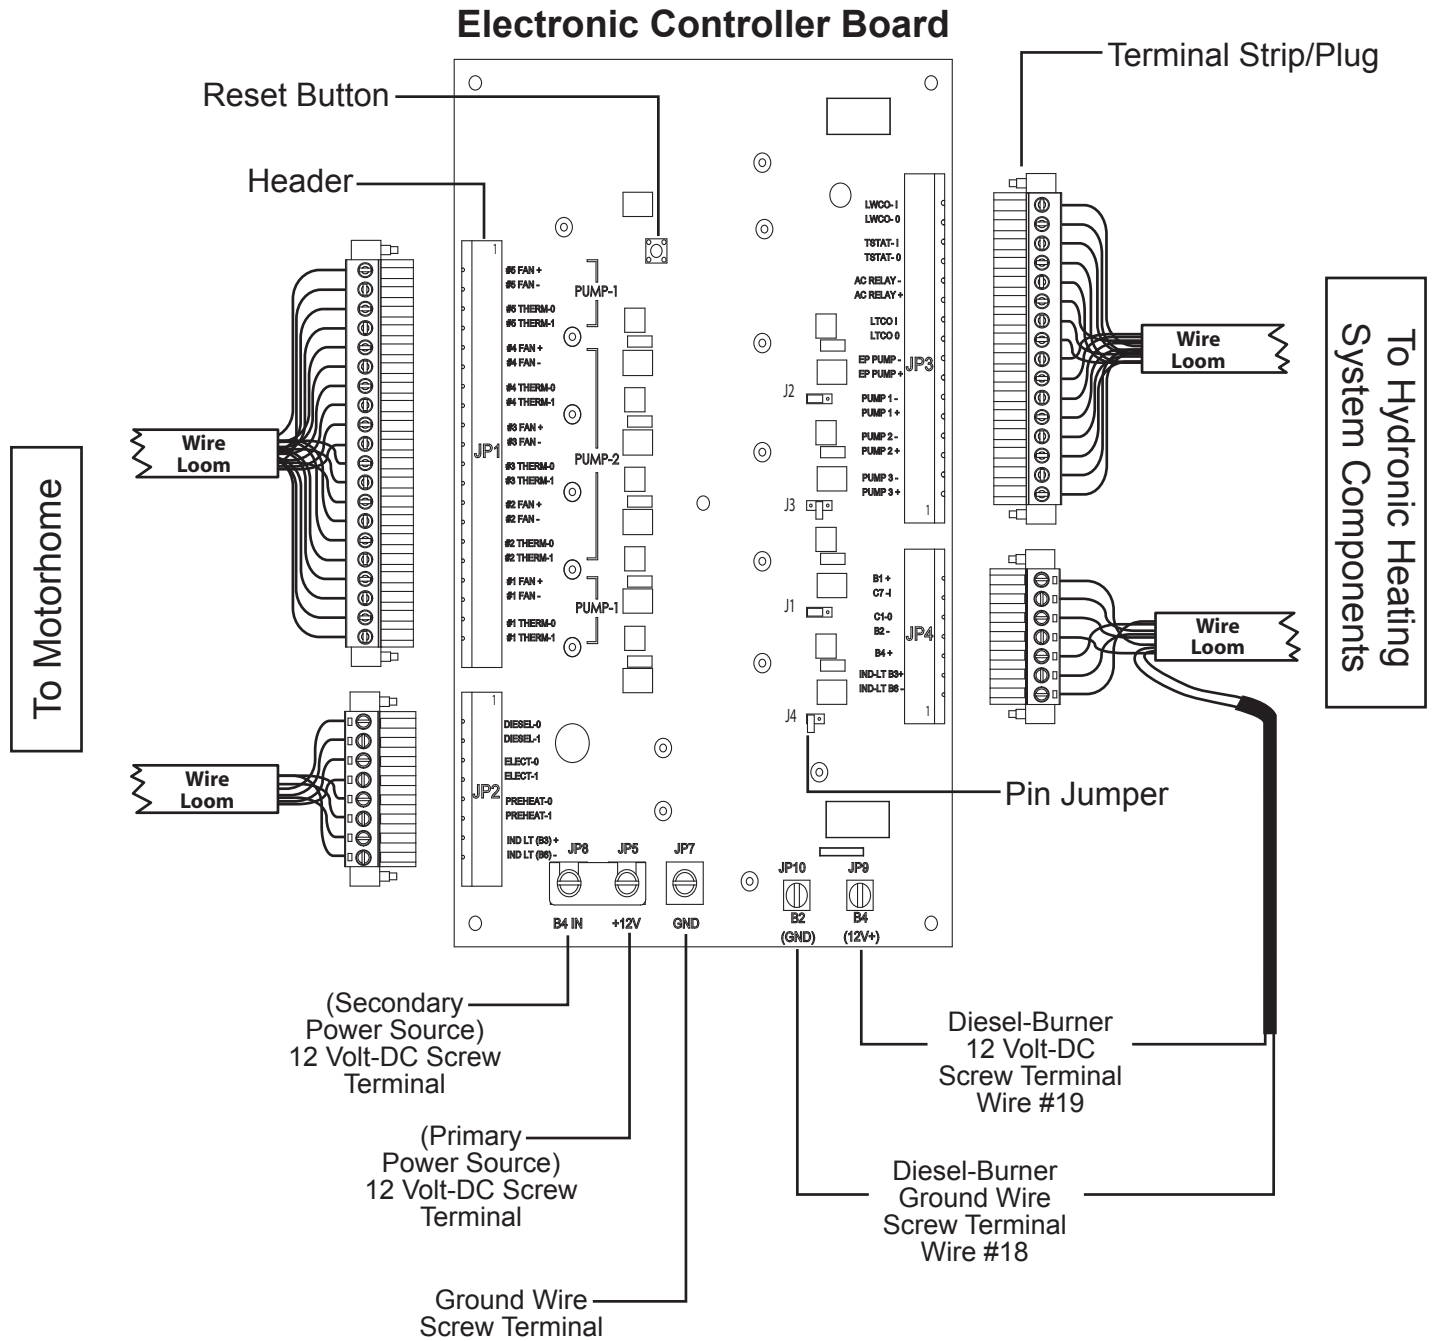 Electronic Controller Board
Terminal Strip/Plug
Reset Button
Header
1
#5 FAN +
#5 FAN -
#5 THERM-0
#5 THERM-1
PUMP-1
#4 FAN +
#4 FAN -
#4 THERM-0
#4 THERM-1
#3 FAN +
#3 FAN -
#3 THERM-0
#3 THERM-1
#2 FAN +
#2 FAN -
#2 THERM-0
#2 THERM-1
PUMP-2
#1 FAN +
#1 FAN -
#1 THERM-0
#1 THERM-1
PUMP-1
JP1
Wire
Loom
To Motorhome
1
DIESEL-0
DIESEL-1
ELECT-0
ELECT-1
PREHEAT-0
PREHEAT-1
IND LT (B3) +
IND LT (B6) -
JP2
Wire
Loom
LWCO- I
LWCO- 0
TSTAT- I
TSTAT- 0
AC RELAY -
AC RELAY +
LTCO I
LTCO 0
EP PUMP -
EP PUMP +
PUMP 1 -
PUMP 1 +
PUMP 2 -
PUMP 2 +
PUMP 3 -
PUMP 3 +
JP3
1
J2
J3
J1
J4
B1 +
C7 -I
C1-0
B2 -
B4 +
IND-LT B3+
IND-LT B6 -
JP4
1
Wire
Loom
Wire
Loom
To Hydronic Heating
System Components
Pin Jumper
JP8
JP5
JP7
B4 IN
+12V
GND
JP10
JP9
B2
(GND)
B4
(12V+)
(Secondary
Power Source)
12 Volt-DC Screw
Terminal
(Primary
Power Source)
12 Volt-DC Screw
Terminal
Ground Wire
Screw Terminal
Diesel-Burner
12 Volt-DC
Screw Terminal
Wire #19
Diesel-Burner
Ground Wire
Screw Terminal
Wire #18